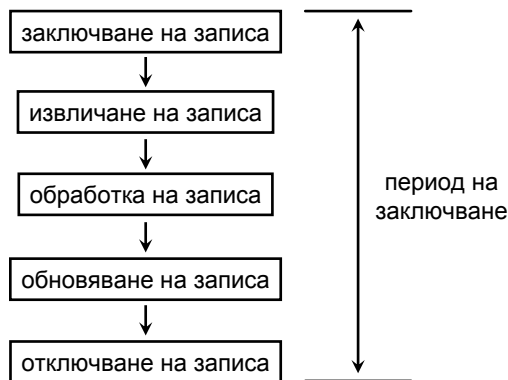 заключване на записа
извличане на записа
обработка на записа
обновяване на записа
отключване на записа
период на
заключване